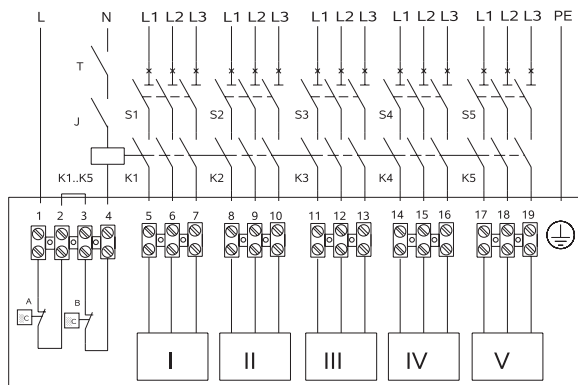 L N L1 L2 L3 L1 L2 L3 L1 L2 L3 L1 L2 L3 L1 L2 L3 PE
T
J S1 S2 S3 S4 S5
K1..K5 K1 K2 K3 K4 K5
1 2 3 4 5 6 7 8 9 10 11 12 13 14 15 16 17 18 19
A B
°C °C
I II III IV V